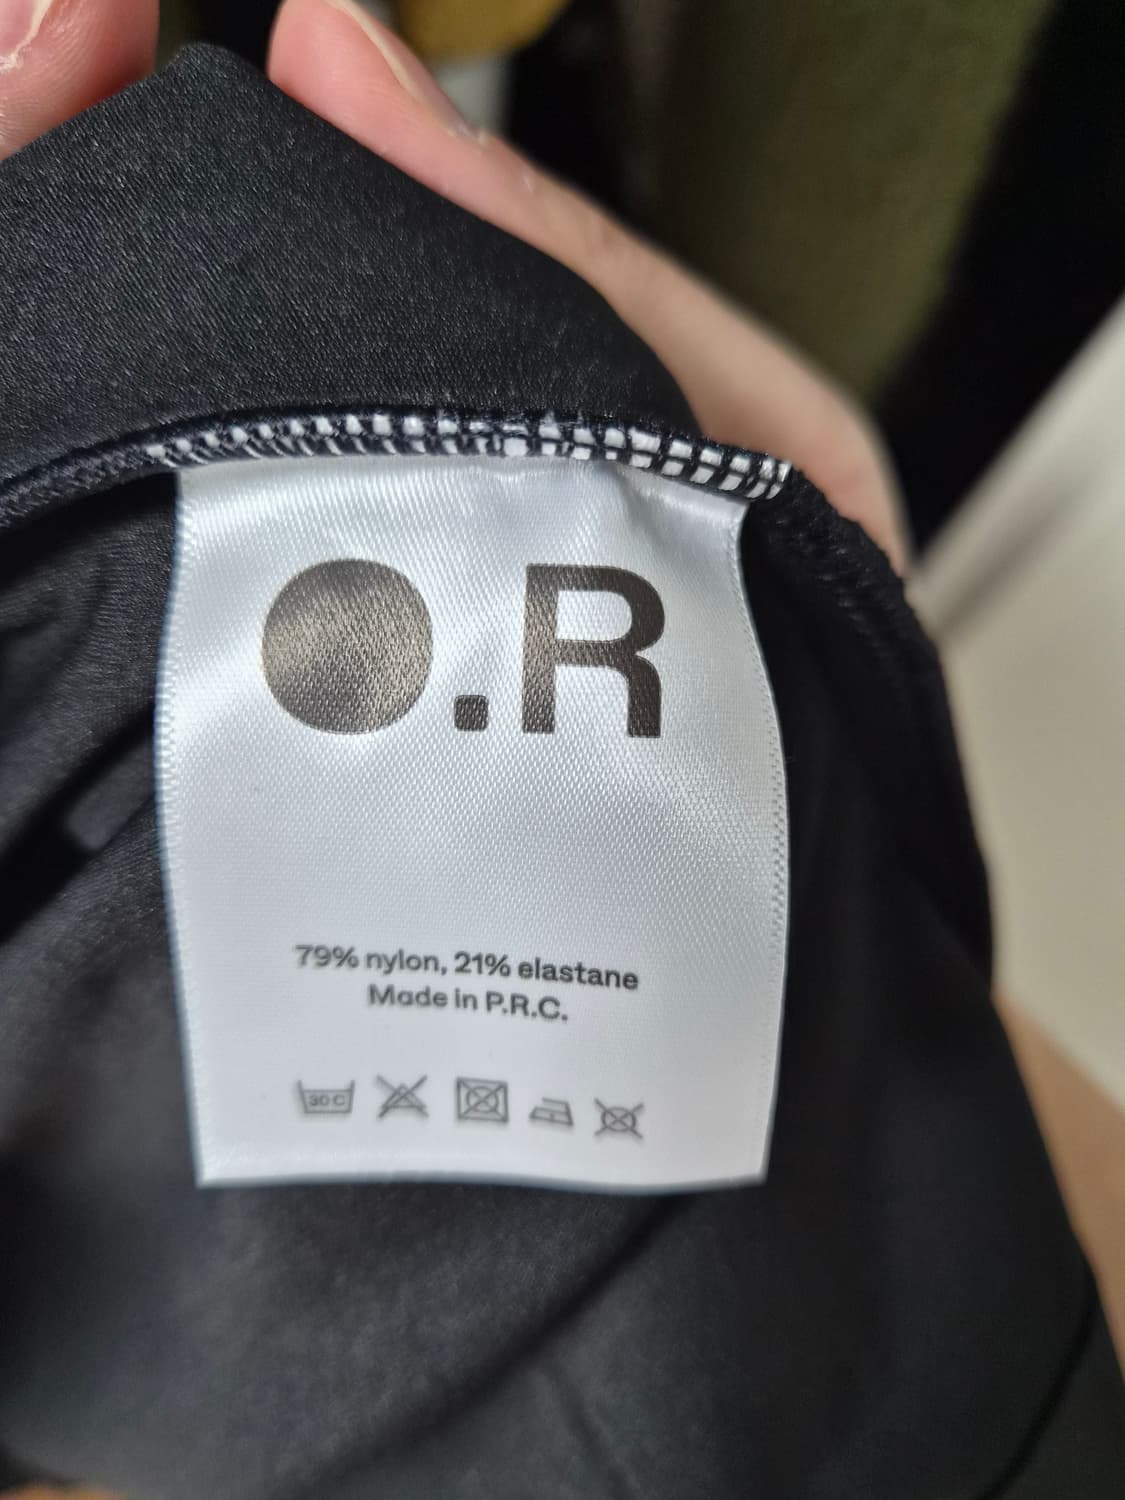 O.R
79% nylon, 21% elastane
Made in P.R.C.
30 C